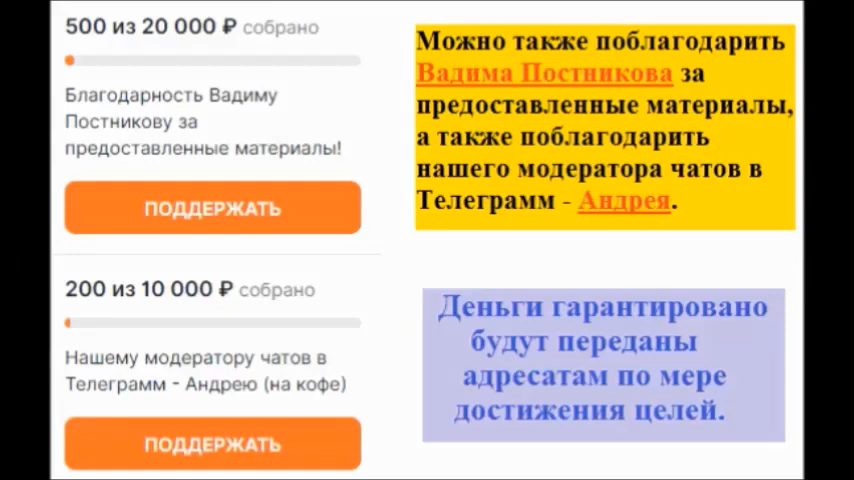 500 из 20 000 ₽ собрано
Благодарность Вадиму
Постникову за
предоставленные материалы!
ПОДДЕРЖАТЬ
200 из 10 000 ₽ собрано
Нашему модератору чатов в
Телеграмм - Андрею (на кофе)
ПОДДЕРЖАТЬ
Можно также поблагодарить
Вадима Постникова за
предоставленные материалы,
а также поблагодарить
нашего модератора чатов в
Телеграмм - Андрея.
Деньги гарантировано
будут переданы
адресатам по мере
достижения целей.